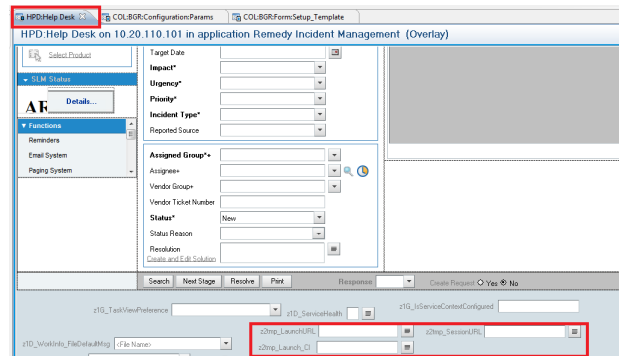 HPD:Help Desk
COL:BGR:Configuration:Params
COL:BGR:Form:Setup_Template
HPD:Help Desk on 10.20.110.101 in application Remedy Incident Management (Overlay)
Select Product
Target Date
Impact*
SLM Status
Urgency*
Priority*
AR
Details...
Incident Type*
Functions
Reported Source
Reminders
Email System
Assigned Group*+
Paging System
Assignee+
Vendor Group+
Vendor Ticket Number
Status*
New
Status Reason
Resolution
Create and Edit Solution
Search
Next Stage
Resolve
Print
Response
Create Request
Yes
No
z1G_TaskViewPreference
z1D_ServiceHealth
z1G_IsServiceContextConfigured
z2tmp_LaunchURL
z2tmp_SessionURL
z1D_WorkInfo_FileDefaultMsg
<File Name>
z2tmp_Launch_CI